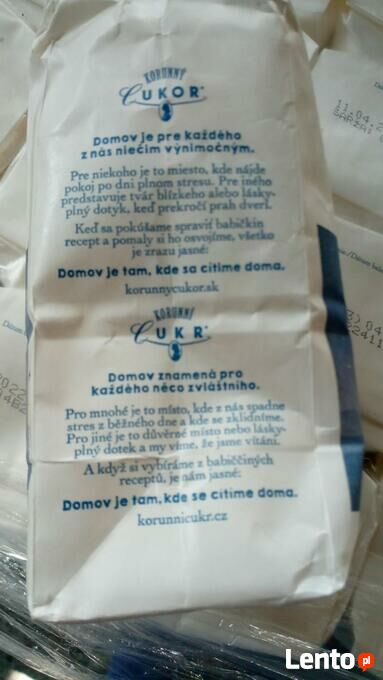 KORUNNÝ
CUKOR
Domov je pre každého
z nás niečím výnimočným.
Pre niekoho je to miesto, kde nájde
pokoj po dni plnom stresu. Pre iného
predstavuje tvár blízkeho alebo lásky-
plný dotyk, keď prekročí prah dverí.
Keď sa pokúšame spraviť babičkin
recept a pomaly si ho osvojíme, všetko
je zrazu jasné:
Domov je tam, kde sa cítime doma.
korunnycukor.sk
KORUNNÍ
CUKR
Domov znamená pro
každého něco zvláštního.
Pro mnohé je to místo, kde z nás spadne
stres z běžného dne a kde se zklidníme.
Pro jiné je to důvěrné místo nebo lásky-
plný dotek a my víme, že jsme vítáni.
A když si vybíráme z babiččiných
receptů, je nám jasné:
Domov je tam, kde se cítíme doma.
korunnicukr.cz
11.04.2
Lento pl